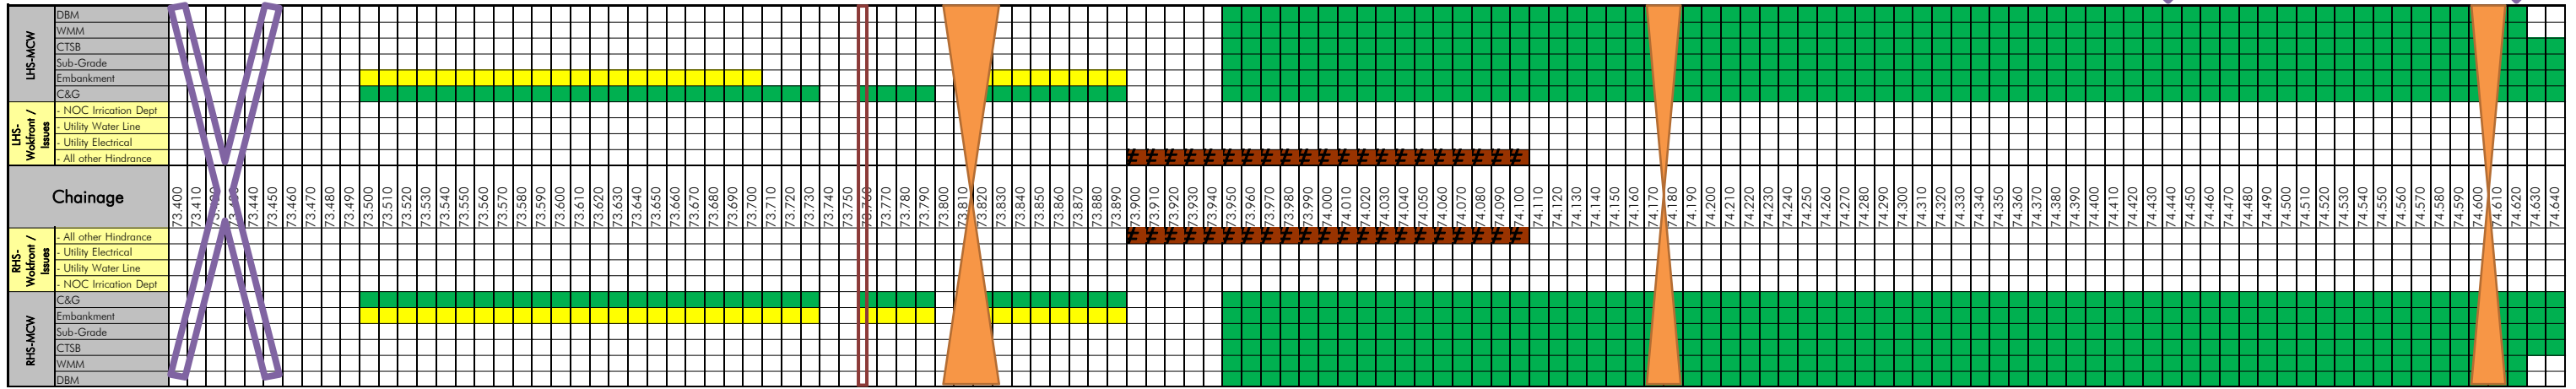 LHS-MCW
DBM
WMM
CTSB
Sub-Grade
Embankment
C&G
LHS-
Wokfront /
Issues
- NOC Irrication Dept
- Utility Water Line
- Utility Electrical
- All other Hindrance
# # # # # # # # # # # # # # # # # # # # #
Chainage
73.400 73.410 73.440 73.450 73.460 73.470 73.480 73.490 73.500 73.510 73.520 73.530 73.540 73.550 73.560 73.570 73.580 73.590 73.600 73.610 73.620 73.630 73.640 73.650 73.660 73.670 73.680 73.690 73.700 73.710 73.720 73.730 73.740 73.750 73.760 73.770 73.780 73.790 73.800 73.810 73.820 73.830 73.840 73.850 73.860 73.870 73.880 73.890 73.900 73.910 73.920 73.930 73.940 73.950 73.960 73.970 73.980 73.990 74.000 74.010 74.020 74.030 74.040 74.050 74.060 74.070 74.080 74.090 74.100 74.110 74.120 74.130 74.140 74.150 74.160 74.170 74.180 74.190 74.200 74.210 74.220 74.230 74.240 74.250 74.260 74.270 74.280 74.290 74.300 74.310 74.320 74.330 74.340 74.350 74.360 74.370 74.380 74.390 74.400 74.410 74.420 74.430 74.440 74.450 74.460 74.470 74.480 74.490 74.500 74.510 74.520 74.530 74.540 74.550 74.560 74.570 74.580 74.590 74.600 74.610 74.620 74.630 74.640
RHS-
Wokfront /
Issues
- All other Hindrance
# # # # # # # # # # # # # # # # # # # # #
- Utility Electrical
- Utility Water Line
- NOC Irrication Dept
RHS-MCW
C&G
Embankment
Sub-Grade
CTSB
WMM
DBM